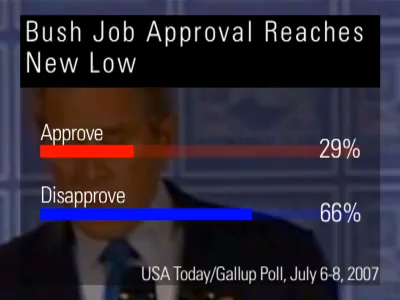 Bush Job Approval Reaches
New Low
Approve
29%
Disapprove
66%
USA Today/Gallup Poll, July 6-8, 2007